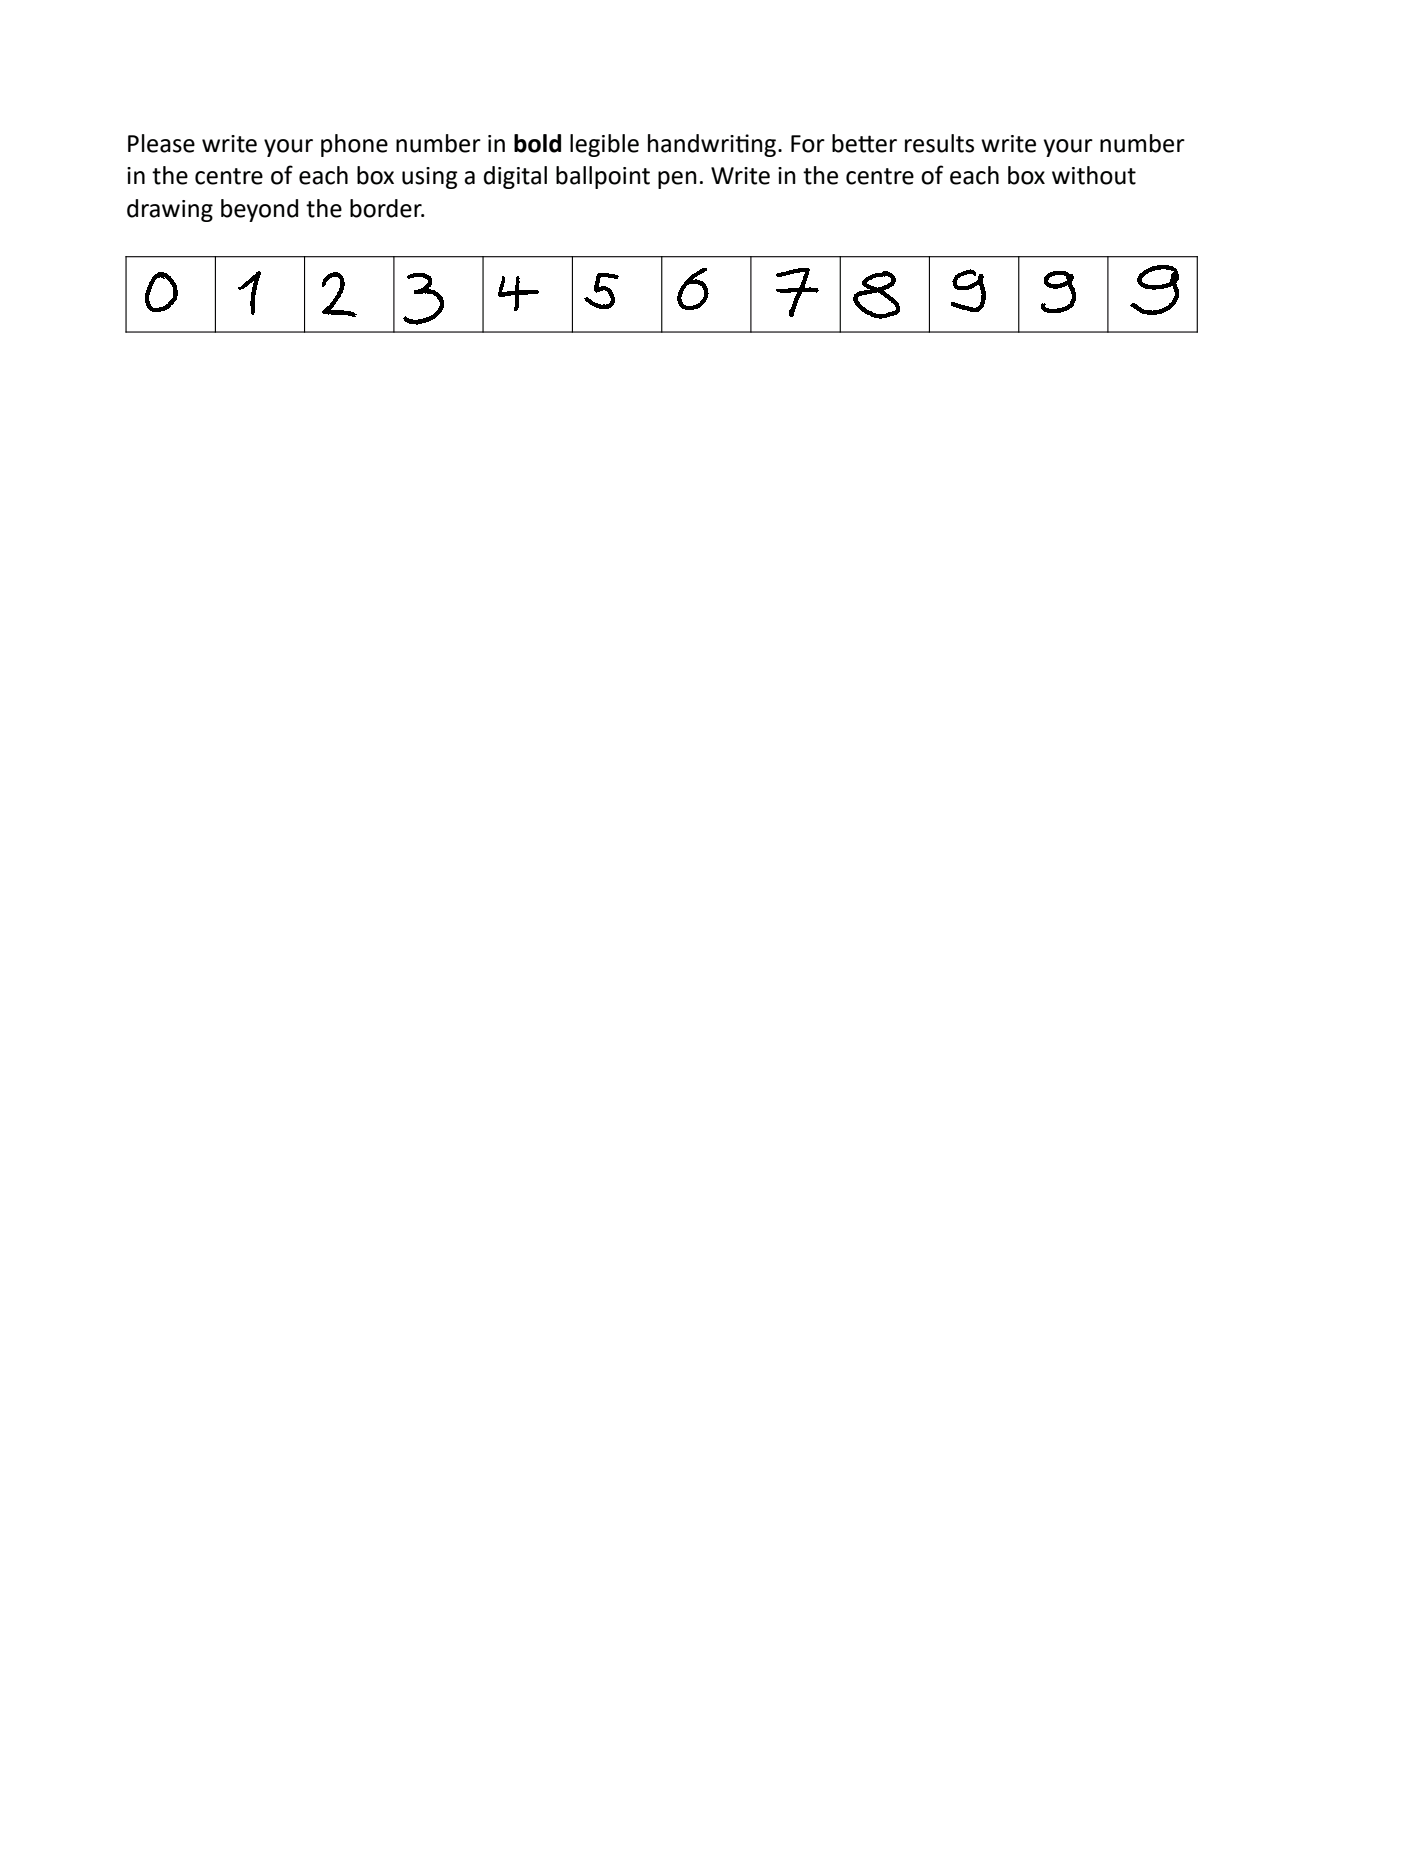 Please write your phone number in bold legible handwriting. For better results write your number
in the centre of each box using a digital ballpoint pen. Write in the centre of each box without
drawing beyond the border.
0 1 2 3 4 5 6 7 8 9 9 9